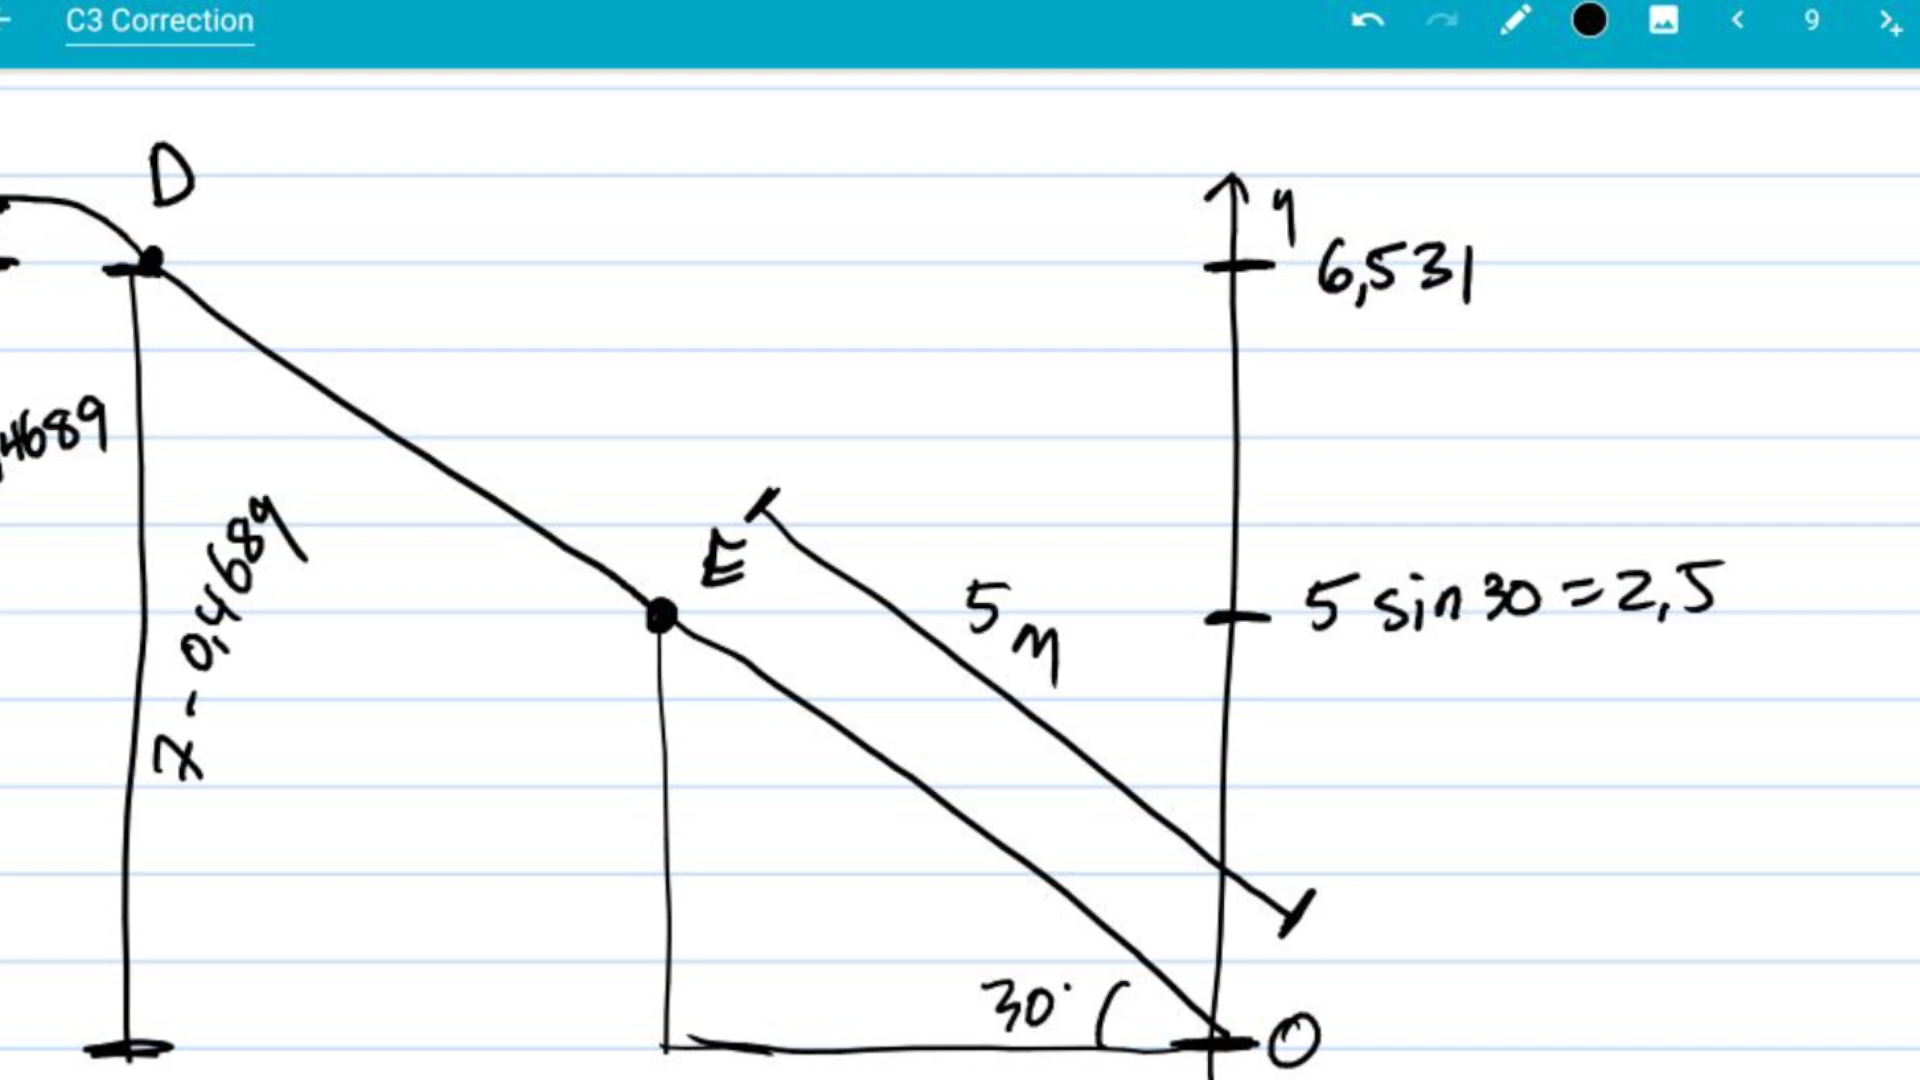 C3 Correction
9
D
y
6,531
4689
7-0,4689
E
5 m
5 sin 30 = 2,5
30°
O